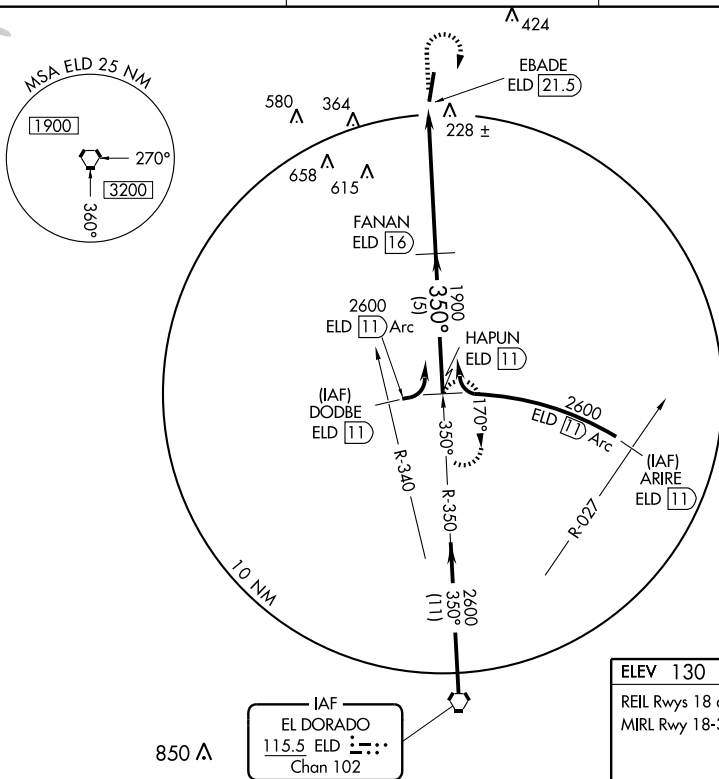 424
MSA ELD 25 NM
1900
270°
3200
360°
EBADE
ELD 21.5
580
364
228 ±
658
615
FANAN
ELD 16
1900
350°
(5)
2600
ELD 11 Arc
HAPUN
ELD 11
(IAF)
DODBE
ELD 11
2600
ELD 11 Arc
170°
350°
(IAF)
ARIRE
ELD 11
R-340
R-350
R-027
10 NM
2600
350°
(11)
IAF
EL DORADO
115.5 ELD
Chan 102
850
ELEV 130
REIL Rwys 18
MIRL Rwy 18-